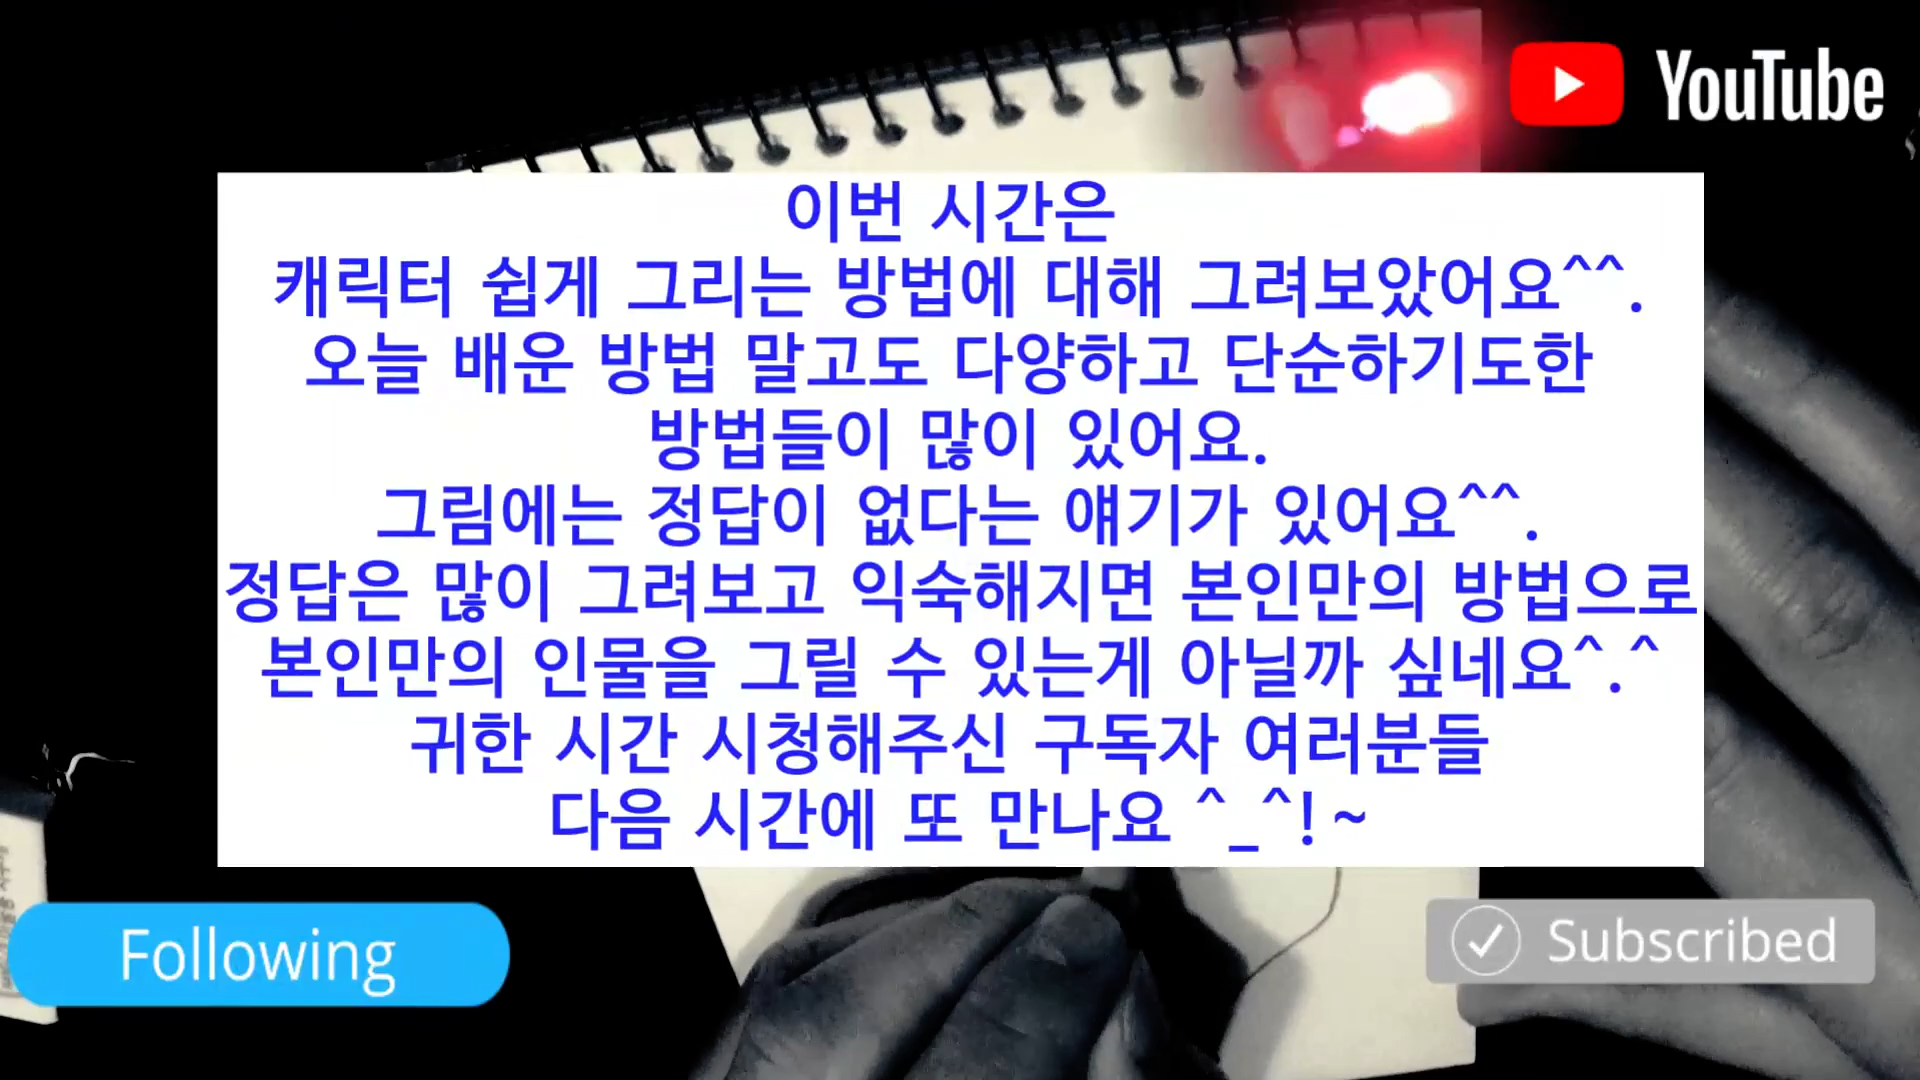 YouTube
이번 시간은
캐릭터 쉽게 그리는 방법에 대해 그려보았어요^^.
오늘 배운 방법 말고도 다양하고 단순하기도한
방법들이 많이 있어요.
그림에는 정답이 없다는 얘기가 있어요^^.
정답은 많이 그려보고 익숙해지면 본인만의 방법으로
본인만의 인물을 그릴 수 있는게 아닐까 싶네요^.^
귀한 시간 시청해주신 구독자 여러분들
다음 시간에 또 만나요 ^_^!~
Following
Subscribed